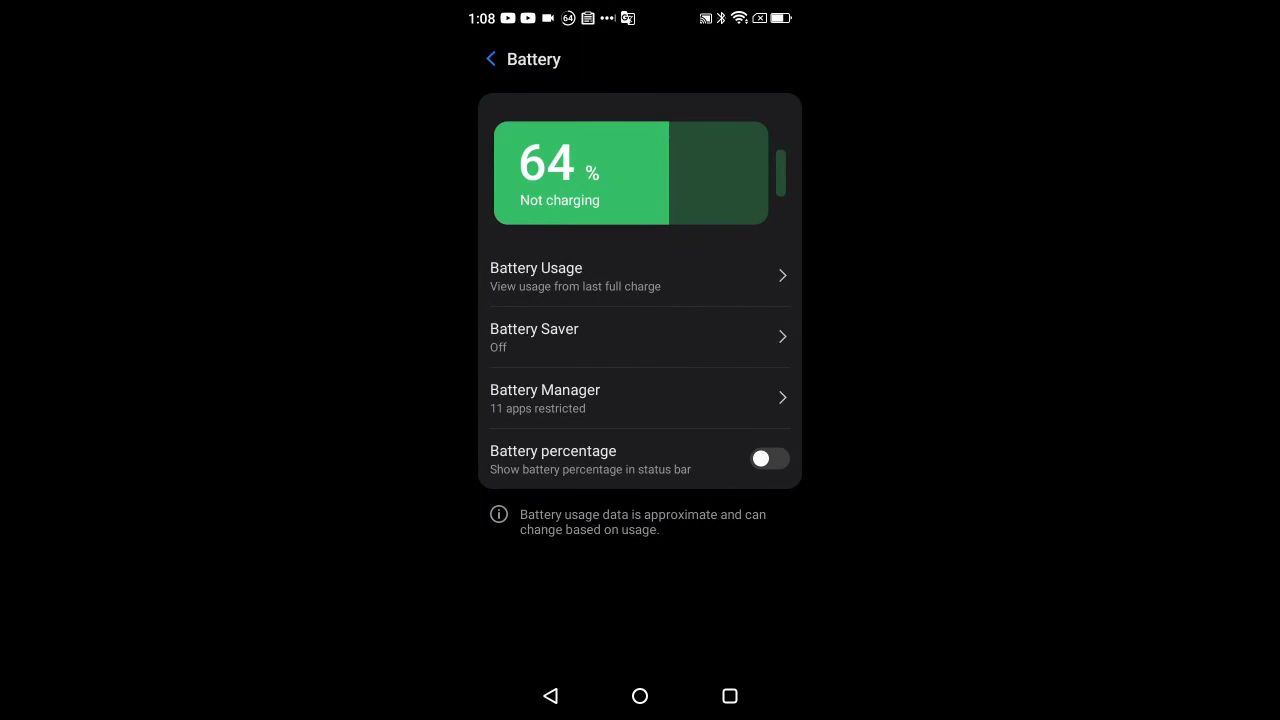 1:08 64
Battery
64 %
Not charging
Battery Usage
View usage from last full charge
Battery Saver
Off
Battery Manager
11 apps restricted
Battery percentage
Show battery percentage in status bar
Battery usage data is approximate and can
change based on usage.